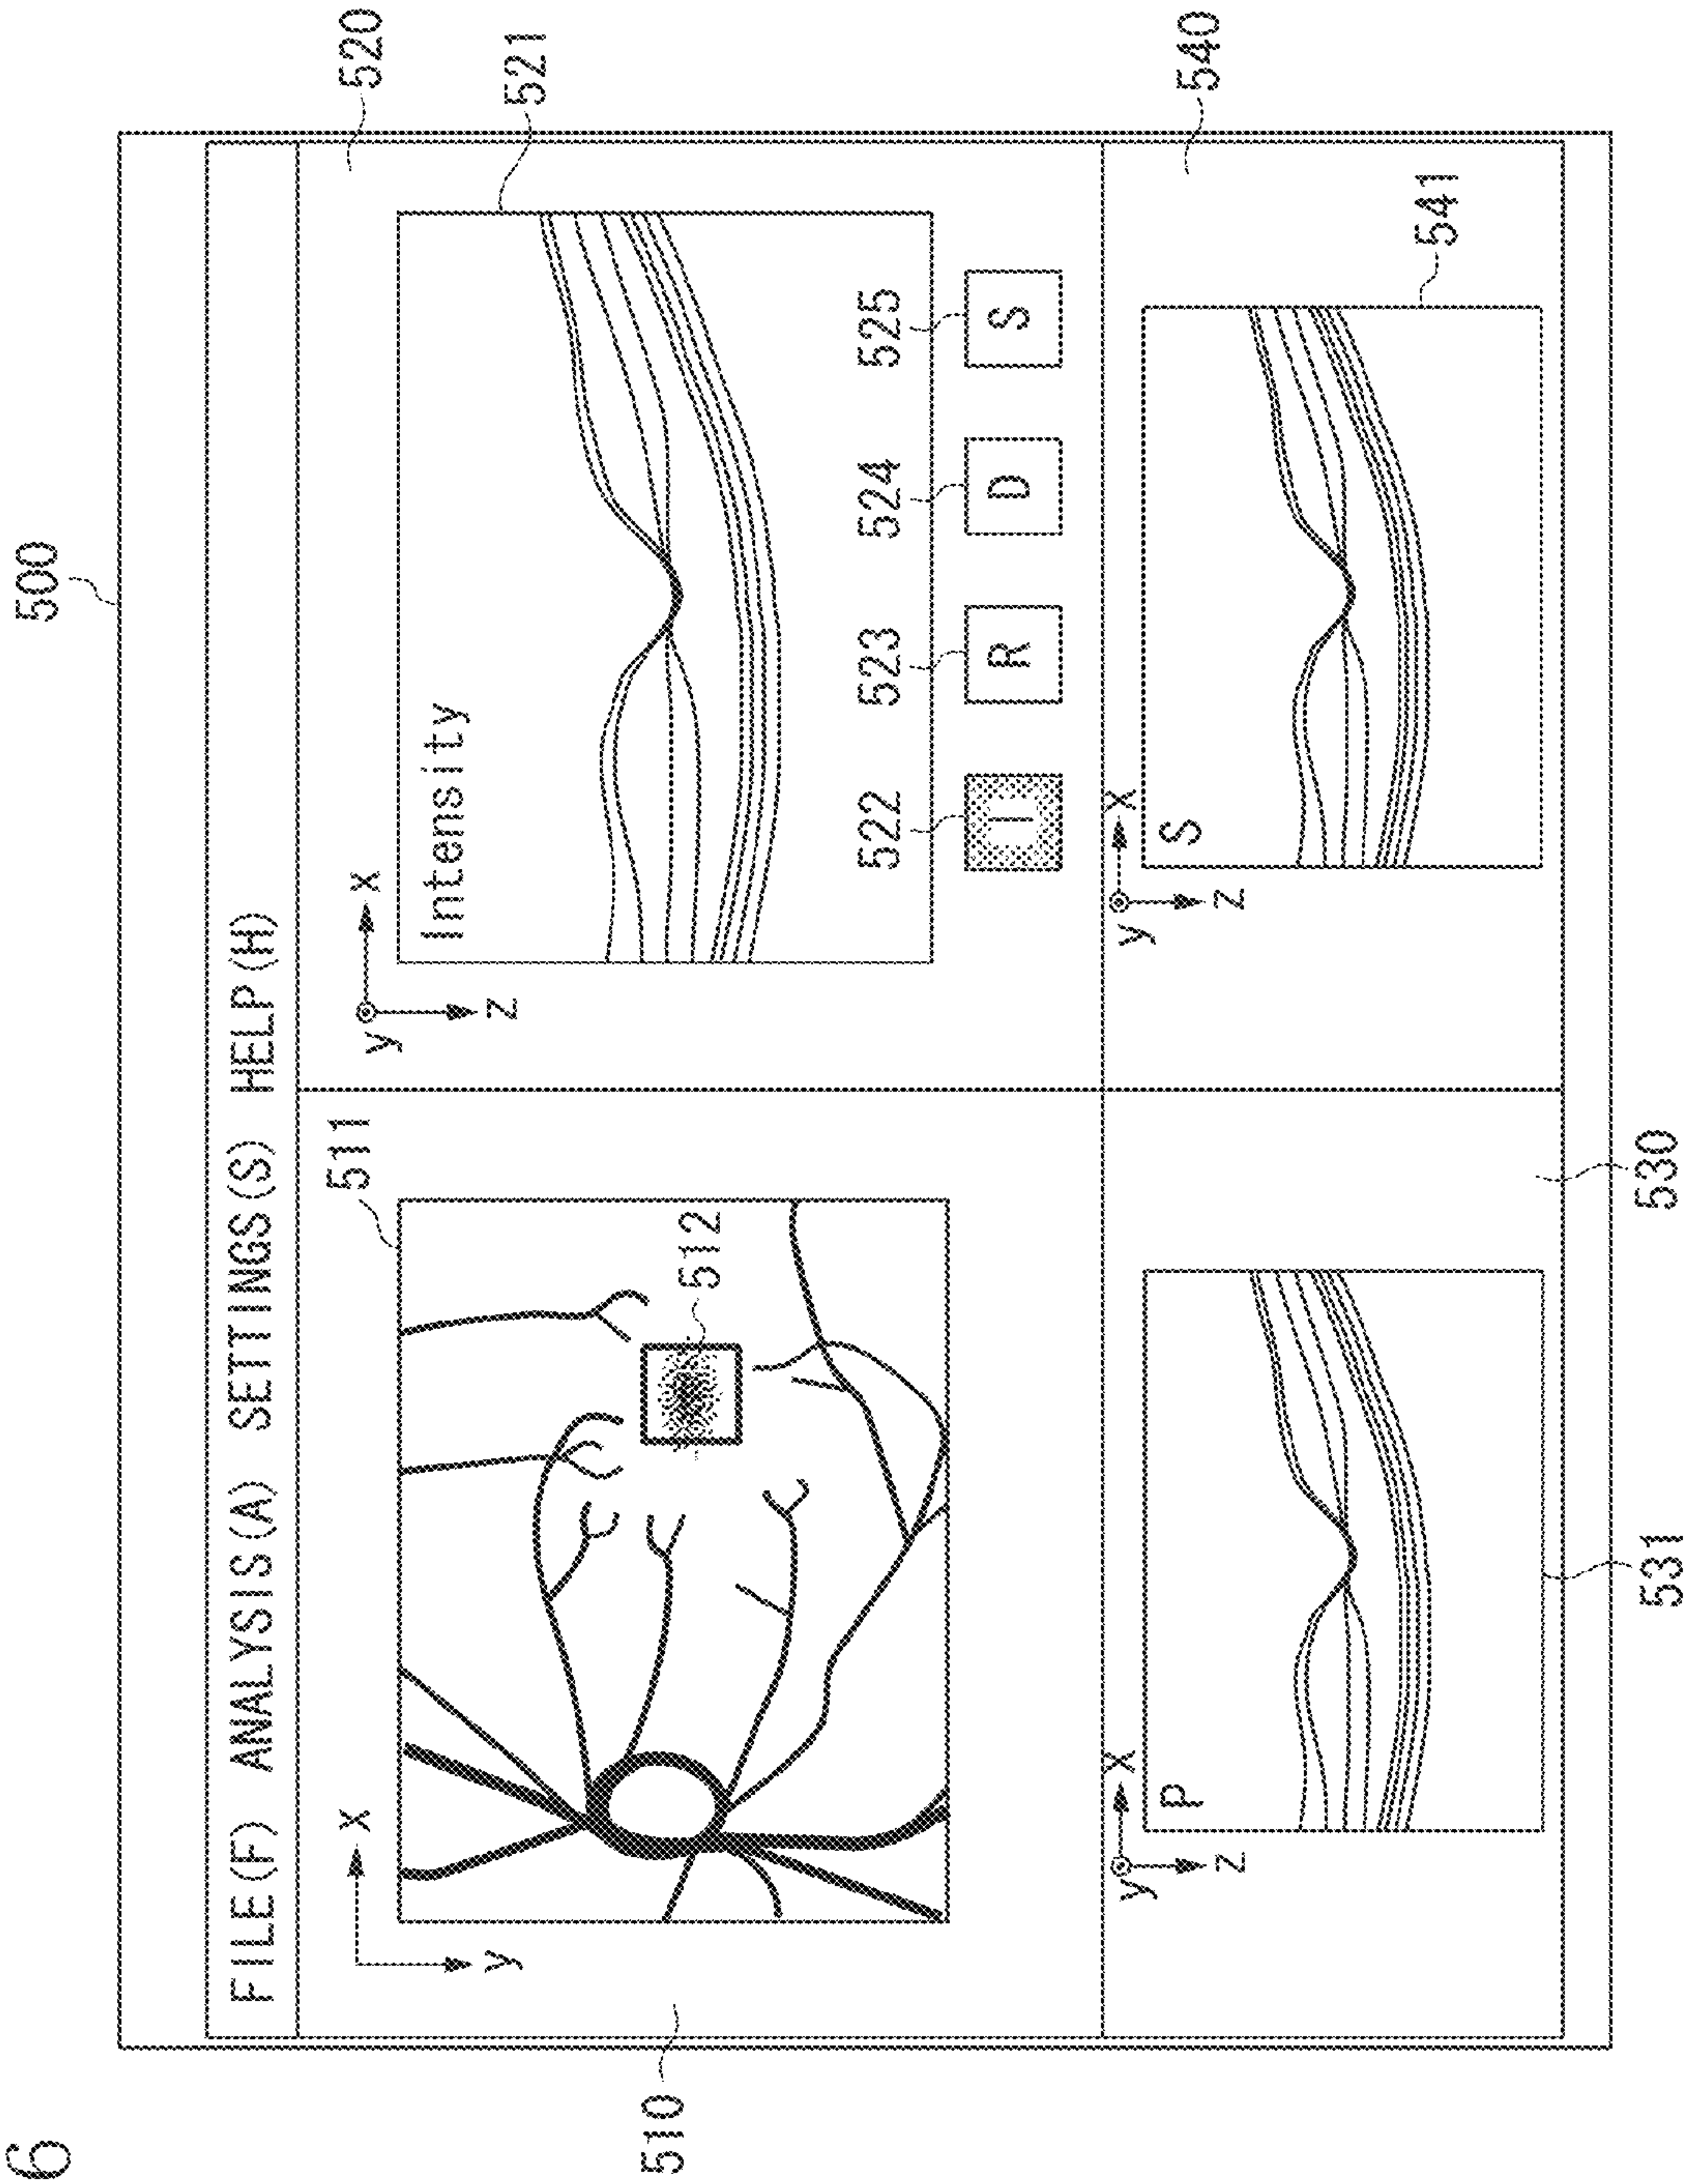 6
500
FILE(F) ANALYSIS(A) SETTINGS(S) HELP(H)
520
x
y
511
512
510
x
y
z
Intensity
521
522
523
524
525
I
R
D
S
x
y
z
P
531
530
x
y
z
S
541
540